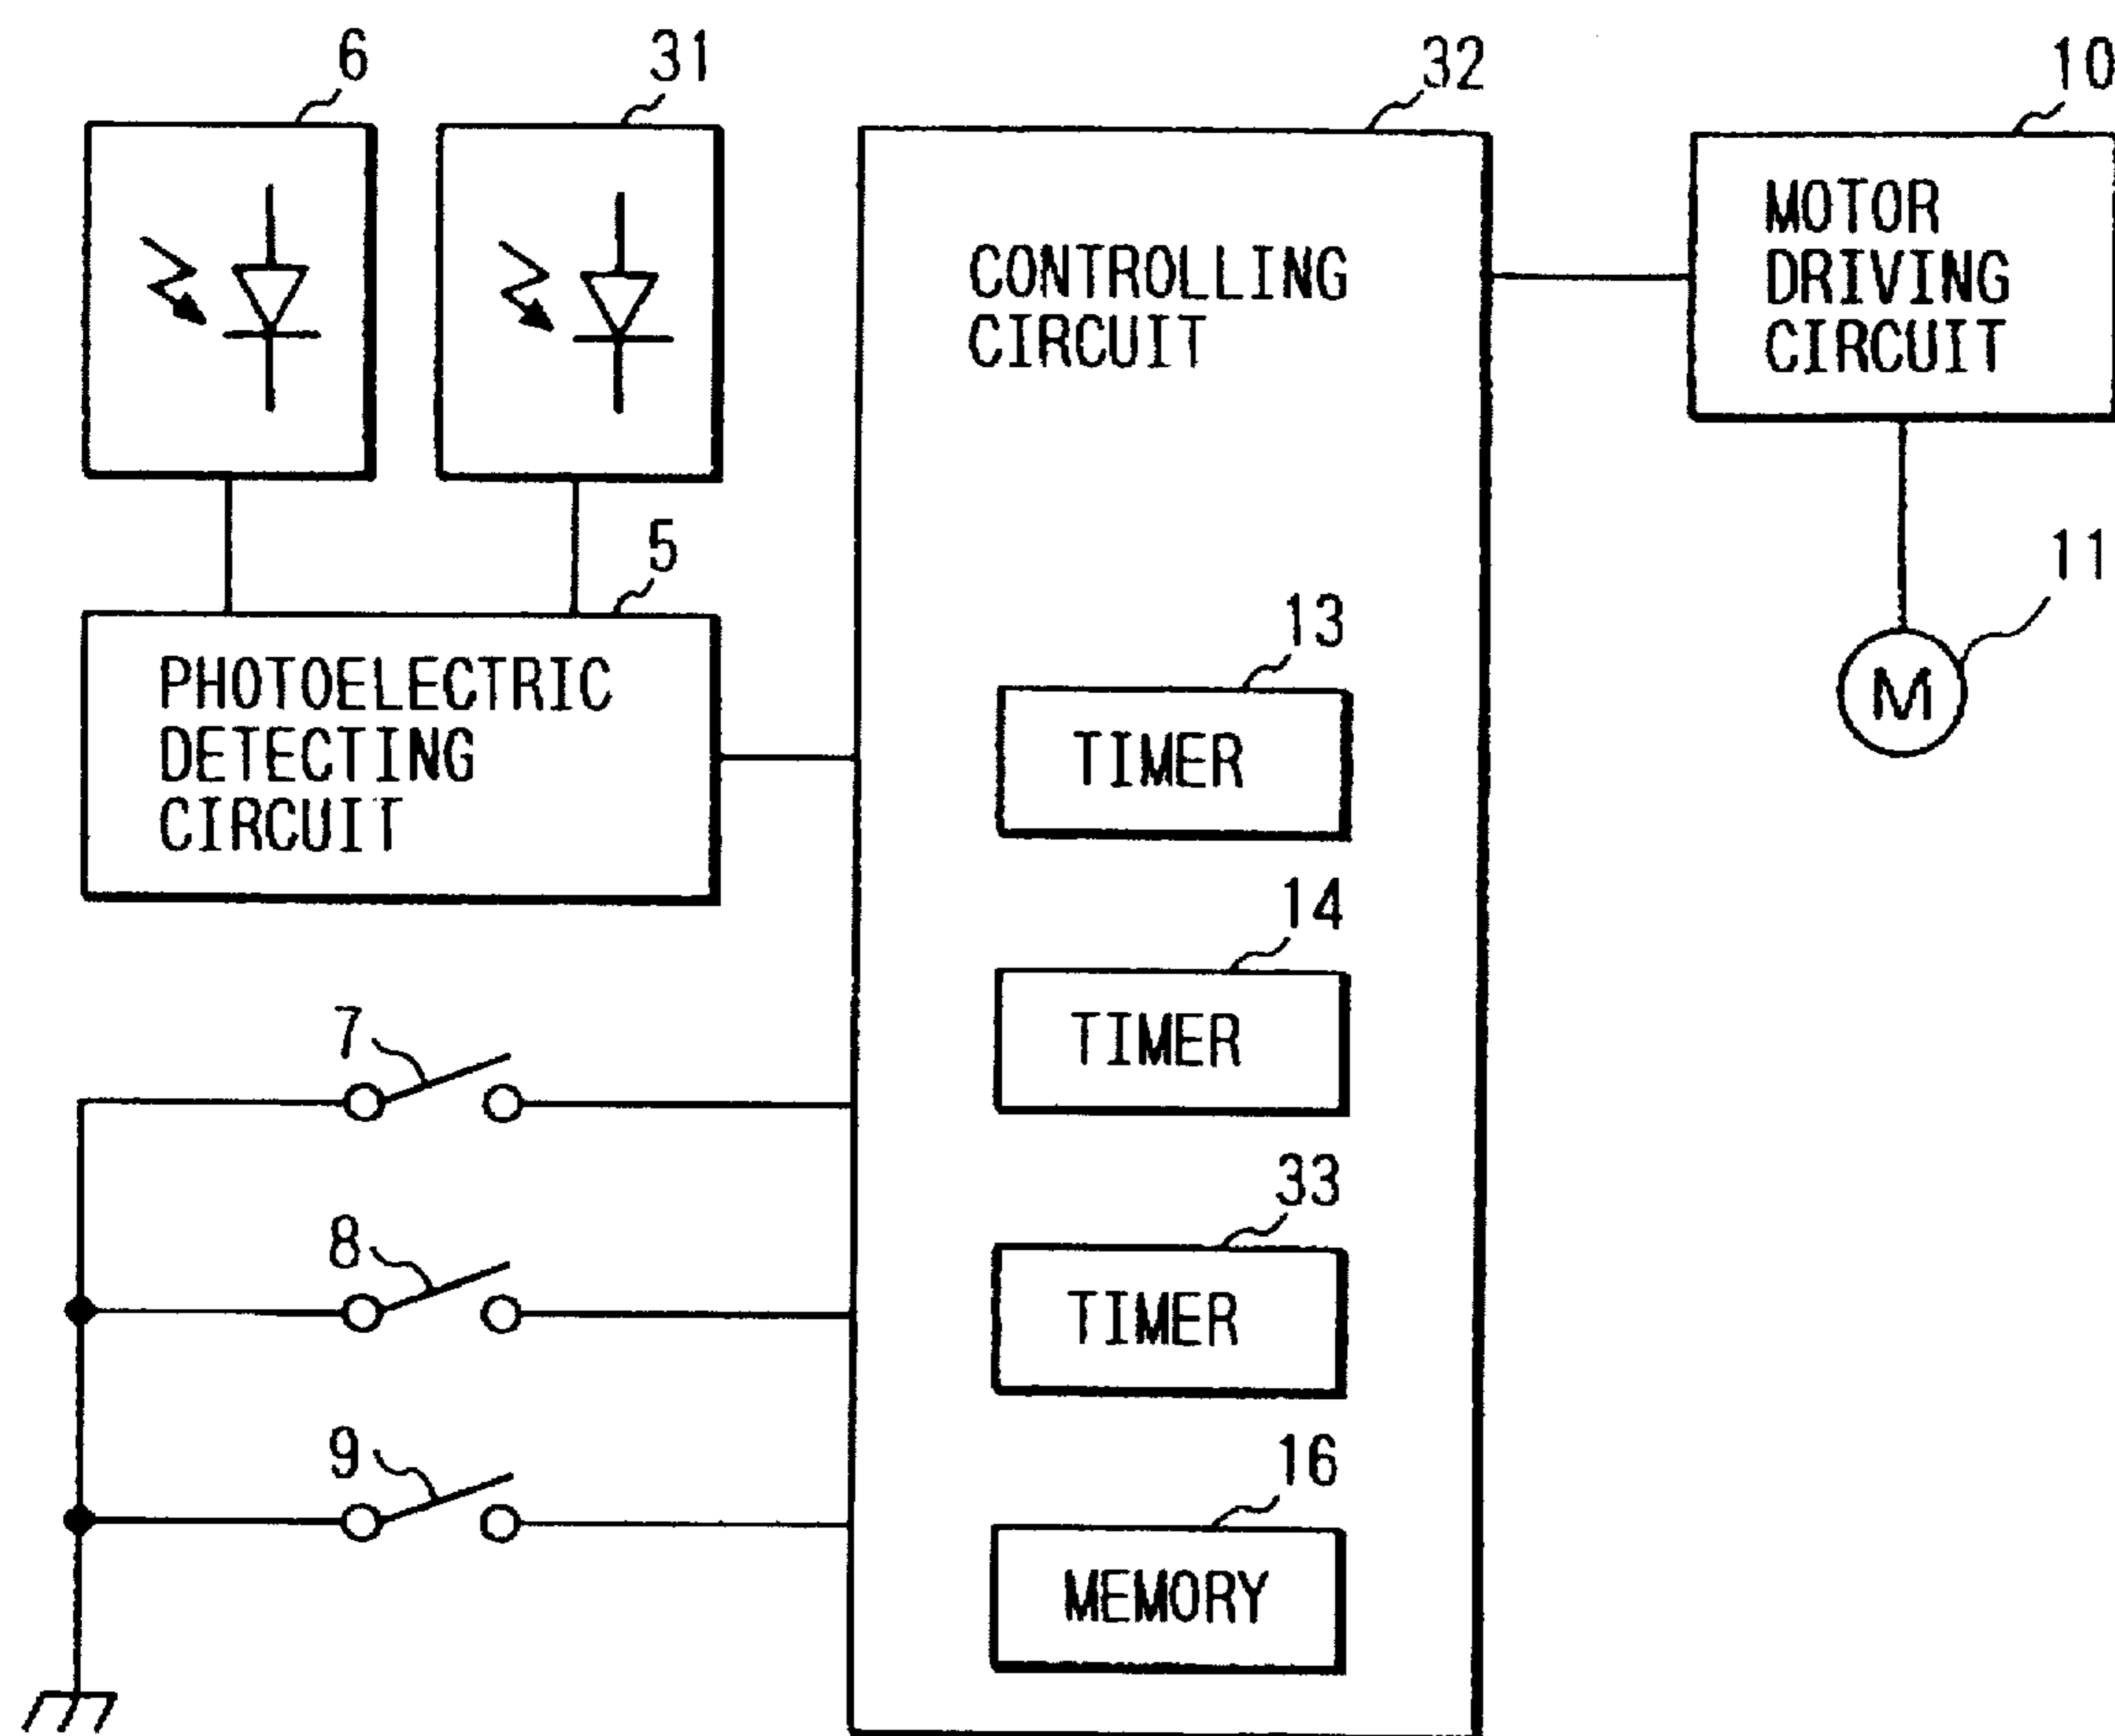 6
31
32
10
MOTOR
DRIVING
CIRCUIT
CONTROLLING
CIRCUIT
5
11
PHOTOELECTRIC
DETECTING
CIRCUIT
M
13
TIMER
14
TIMER
7
33
8
TIMER
9
16
MEMORY